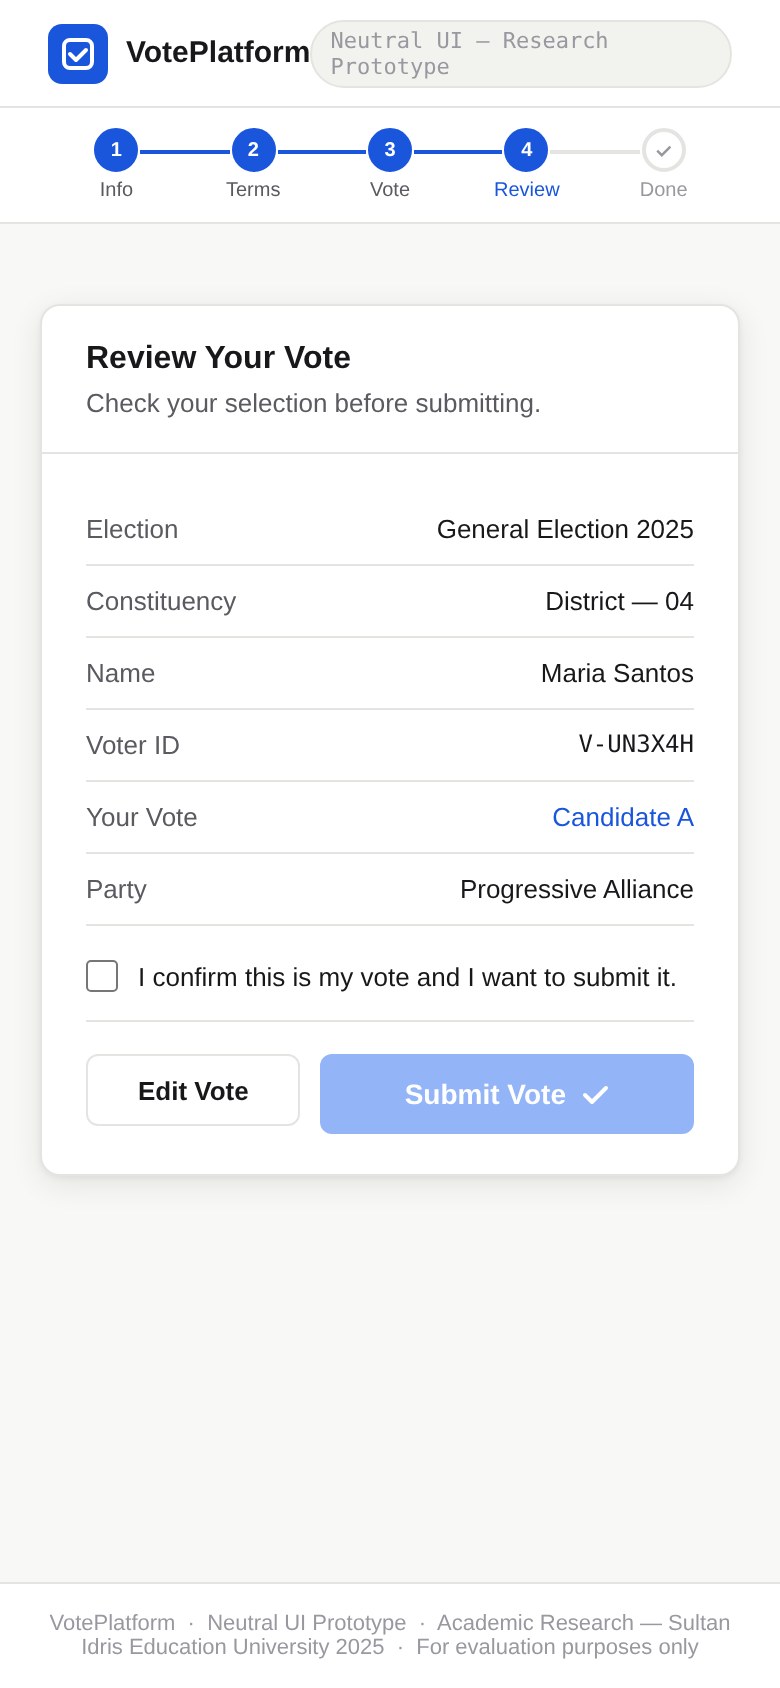 VotePlatform
Neutral UI — Research
Prototype
1
2
3
4
Info
Terms
Vote
Review
Done
Review Your Vote
Check your selection before submitting.
Election General Election 2025
Constituency District — 04
Name Maria Santos
Voter ID V-UN3X4H
Your Vote Candidate A
Party Progressive Alliance
I confirm this is my vote and I want to submit it.
Edit Vote
Submit Vote
VotePlatform · Neutral UI Prototype · Academic Research — Sultan
Idris Education University 2025 · For evaluation purposes only